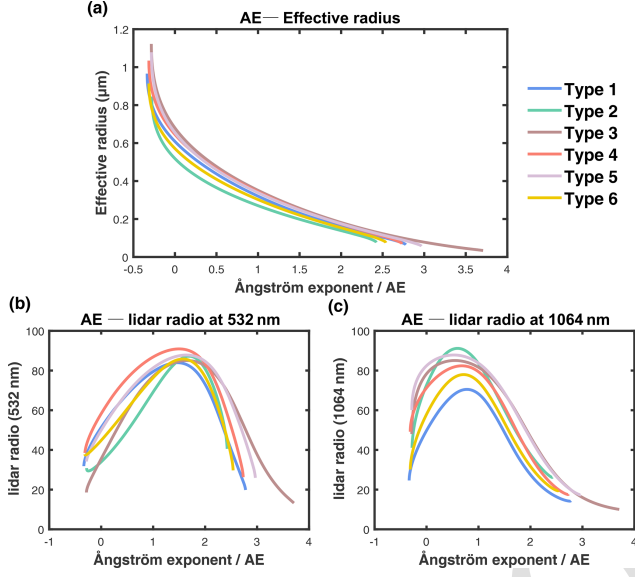 (a)
AE— Effective radius
1.2
1
0.8
0.6
0.4
0.2
0
Effective radius (µm)
-0.5 0 0.5 1 1.5 2 2.5 3 3.5 4
Ångström exponent / AE
Type 1
Type 2
Type 3
Type 4
Type 5
Type 6
(b)
AE — lidar radio at 532 nm
100
80
60
40
20
0
lidar radio (532 nm)
-1 0 1 2 3 4
Ångström exponent / AE
(c)
AE — lidar radio at 1064 nm
100
80
60
40
20
0
lidar radio (1064 nm)
-1 0 1 2 3 4
Ångström exponent / AE